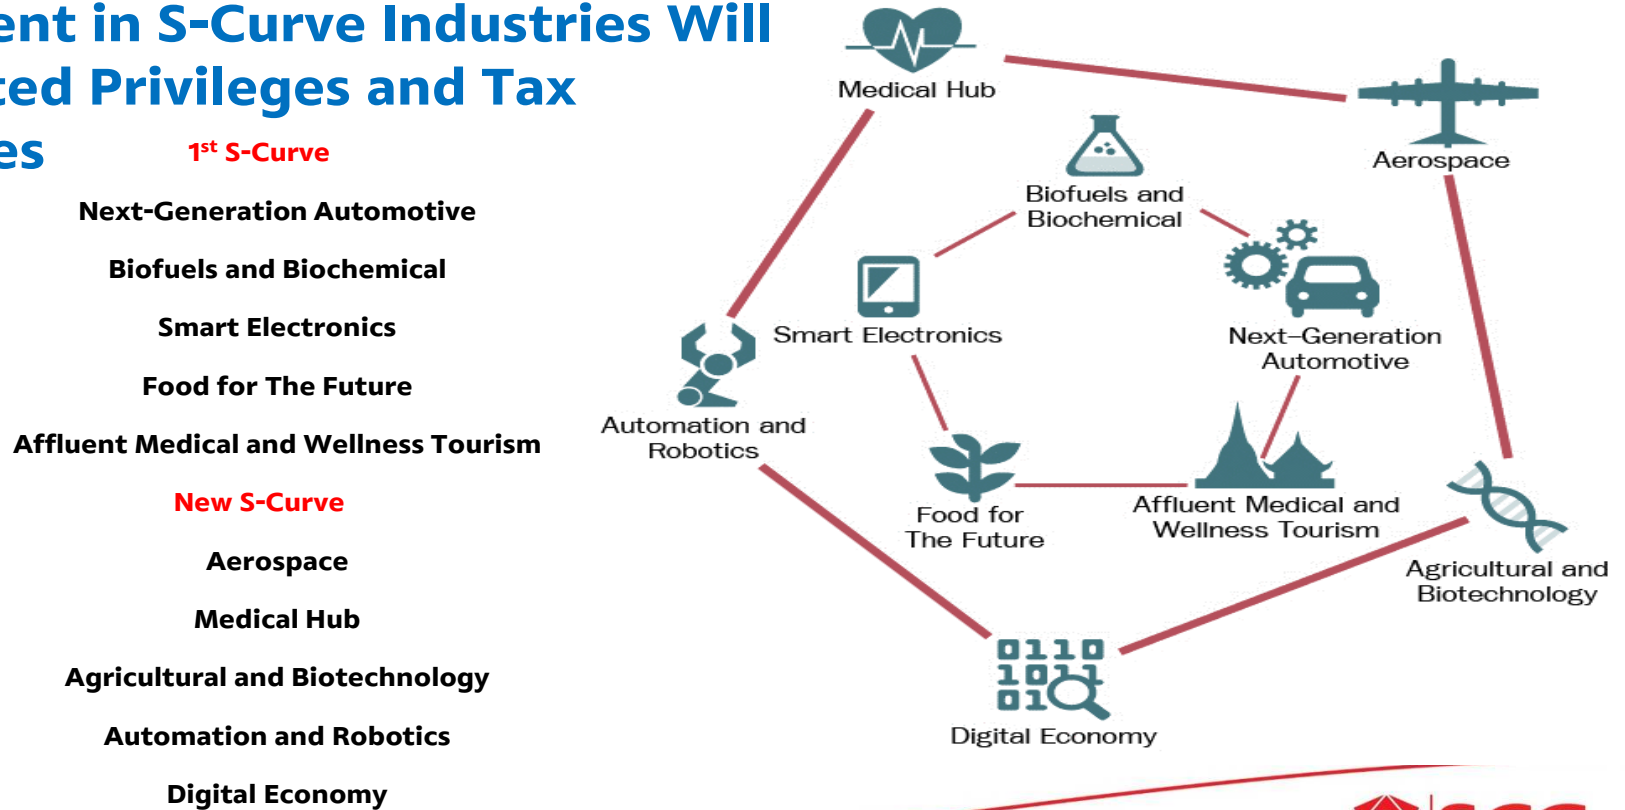 ent in S-Curve Industries Will
ted Privileges and Tax
es
1st S-Curve
Next-Generation Automotive
Biofuels and Biochemical
Smart Electronics
Food for The Future
Affluent Medical and Wellness Tourism
New S-Curve
Aerospace
Medical Hub
Agricultural and Biotechnology
Automation and Robotics
Digital Economy
Medical Hub
Aerospace
Biofuels and
Biochemical
Smart Electronics
Next-Generation
Automotive
Automation and
Robotics
Food for
The Future
Affluent Medical and
Wellness Tourism
Agricultural and
Biotechnology
0110
1011
01
Digital Economy